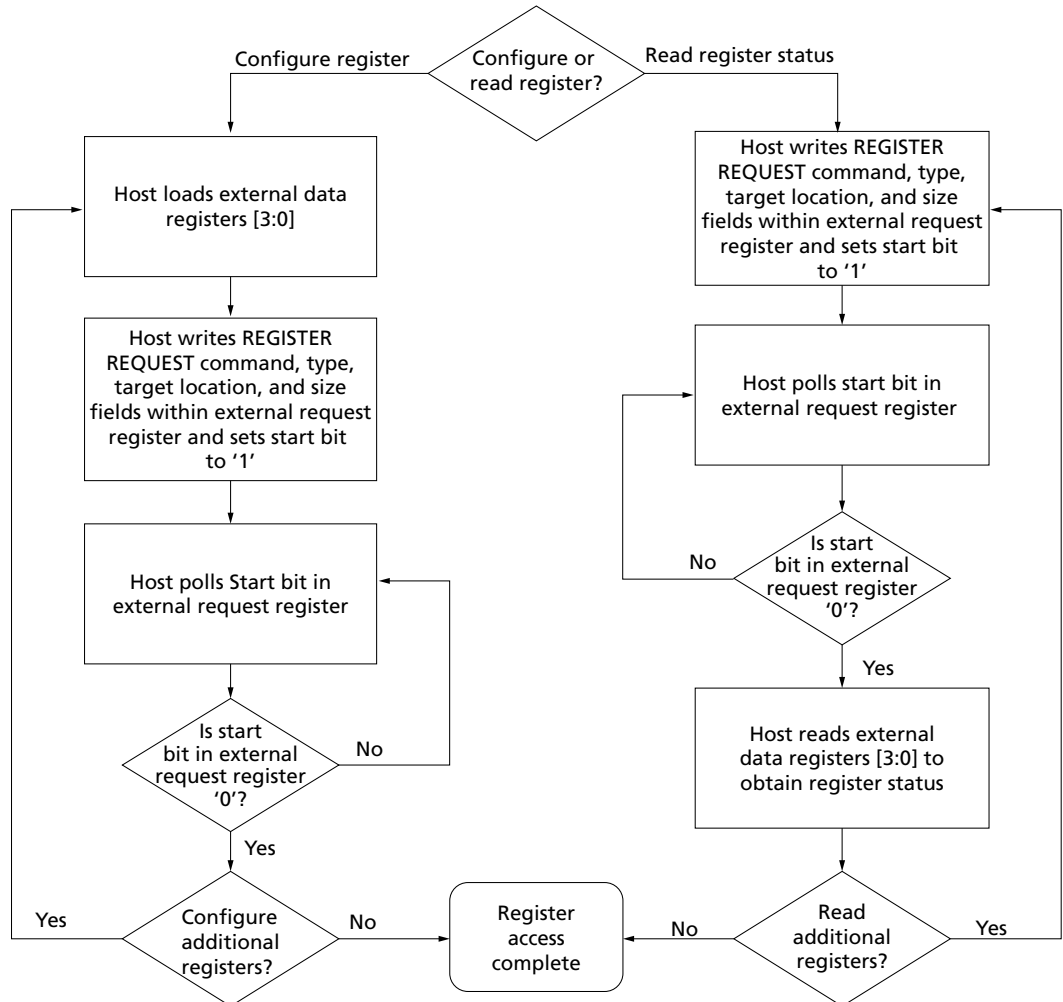 Configure or
read register?
Configure register
Read register status
Host loads external data
registers [3:0]
Host writes REGISTER
REQUEST command, type,
target location, and size
fields within external request
register and sets start bit
to ‘1’
Host polls Start bit in
external request register
Is start
bit in external
request register
‘0’?
No
Yes
Configure
additional
registers?
Yes
No
Host writes REGISTER
REQUEST command, type,
target location, and size
fields within external request
register and sets start bit
to ‘1’
Host polls start bit in
external request register
Is start
bit in external
request register
‘0’?
No
Yes
Host reads external
data registers [3:0] to
obtain register status
Read
additional
registers?
No
Yes
Register
access
complete